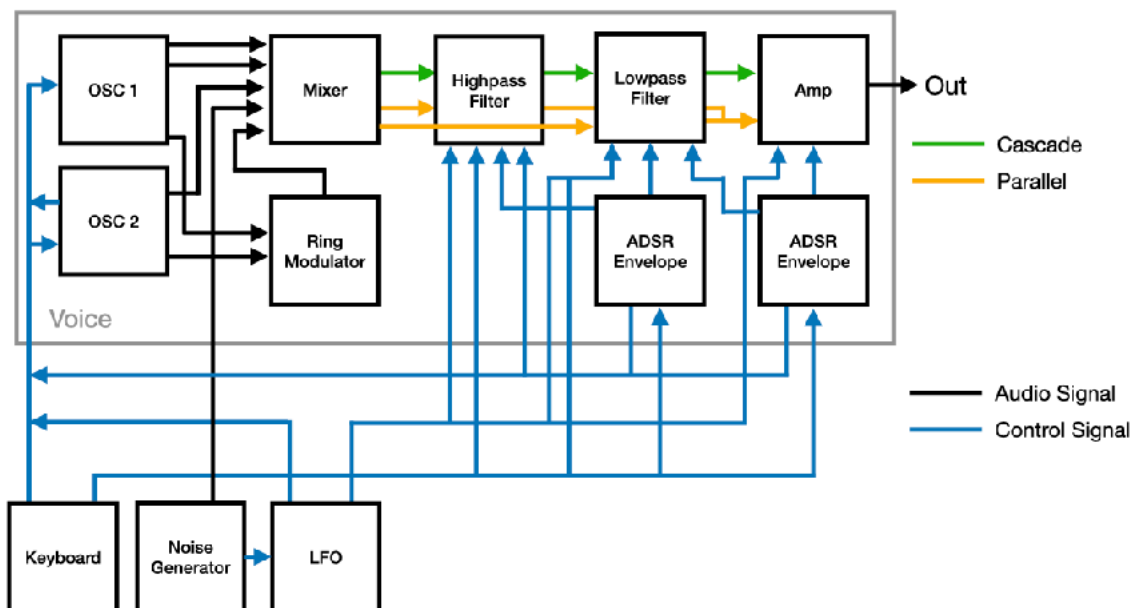 OSC 1
Mixer
Highpass
Filter
Lowpass
Filter
Amp
Out
Cascade
Parallel
OSC 2
Ring
Modulator
ADSR
Envelope
ADSR
Envelope
Voice
Audio Signal
Control Signal
Keyboard
Noise
Generator
LFO